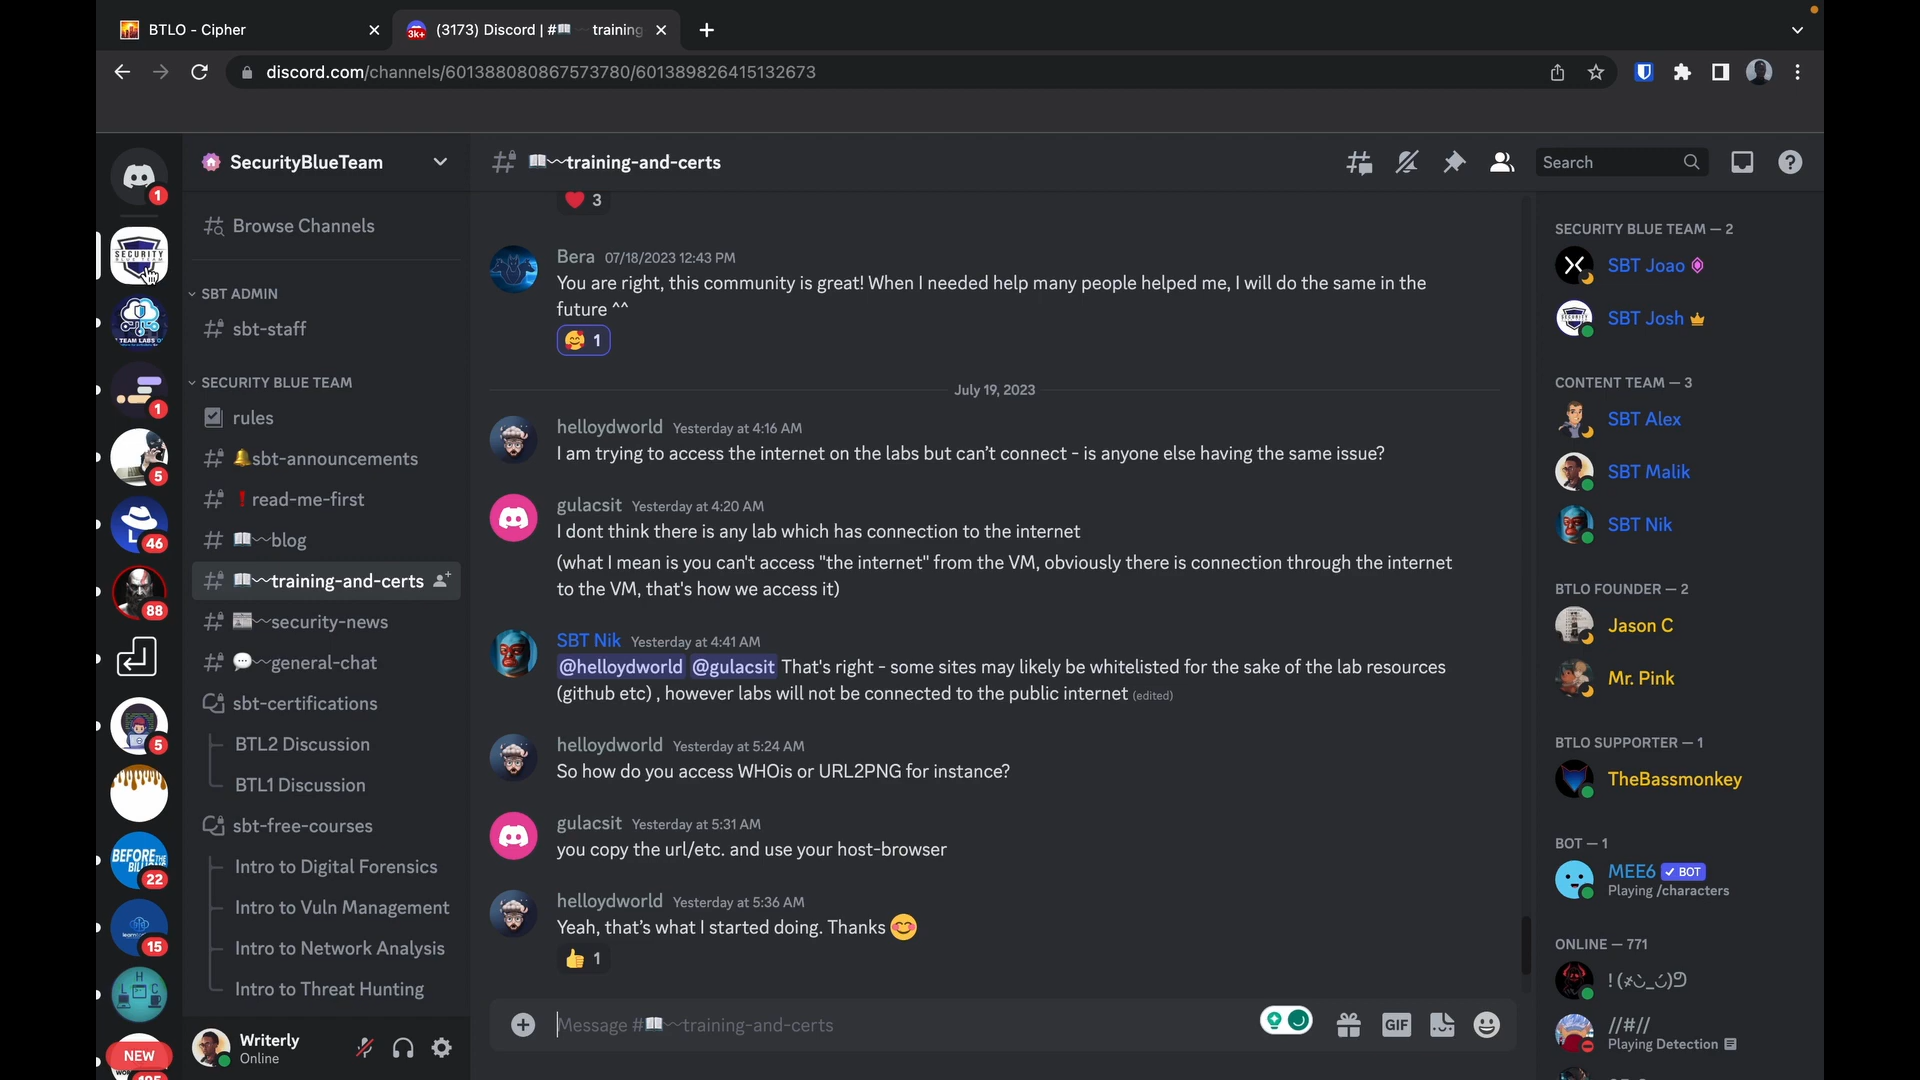 BTLO - Cipher
(3173) Discord | #📖〰training
discord.com/channels/601388080867573780/601389826415132673
SecurityBlueTeam
📖〰training-and-certs
Search
1
SECURITY
BLUE TEAM
TEAM LABS O
1
5
46
88
5
BEFORE THE
22
15
L H C
NEW
Browse Channels
SBT ADMIN
sbt-staff
SECURITY BLUE TEAM
rules
🔔sbt-announcements
❗read-me-first
📖〰blog
📖〰training-and-certs
📰〰security-news
💬〰general-chat
sbt-certifications
BTL2 Discussion
BTL1 Discussion
sbt-free-courses
Intro to Digital Forensics
Intro to Vuln Management
Intro to Network Analysis
Intro to Threat Hunting
Writerly
Online
❤️ 3
Bera 07/18/2023 12:43 PM
You are right, this community is great! When I needed help many people helped me, I will do the same in the
future ^^
🥰 1
July 19, 2023
helloydworld Yesterday at 4:16 AM
I am trying to access the internet on the labs but can't connect - is anyone else having the same issue?
gulacsit Yesterday at 4:20 AM
I dont think there is any lab which has connection to the internet
(what I mean is you can't access "the internet" from the VM, obviously there is connection through the internet
to the VM, that's how we access it)
SBT Nik Yesterday at 4:41 AM
@helloydworld @gulacsit That's right - some sites may likely be whitelisted for the sake of the lab resources
(github etc) , however labs will not be connected to the public internet (edited)
helloydworld Yesterday at 5:24 AM
So how do you access WHOis or URL2PNG for instance?
gulacsit Yesterday at 5:31 AM
you copy the url/etc. and use your host-browser
helloydworld Yesterday at 5:36 AM
Yeah, that's what I started doing. Thanks 😊
👍 1
Message #📖〰training-and-certs
GIF
SECURITY BLUE TEAM — 2
SBT Joao
SBT Josh
CONTENT TEAM — 3
SBT Alex
SBT Malik
SBT Nik
BTLO FOUNDER — 2
Jason C
Mr. Pink
BTLO SUPPORTER — 1
TheBassmonkey
BOT — 1
MEE6 ✓ BOT
Playing /characters
ONLINE — 771
//#//
Playing Detection